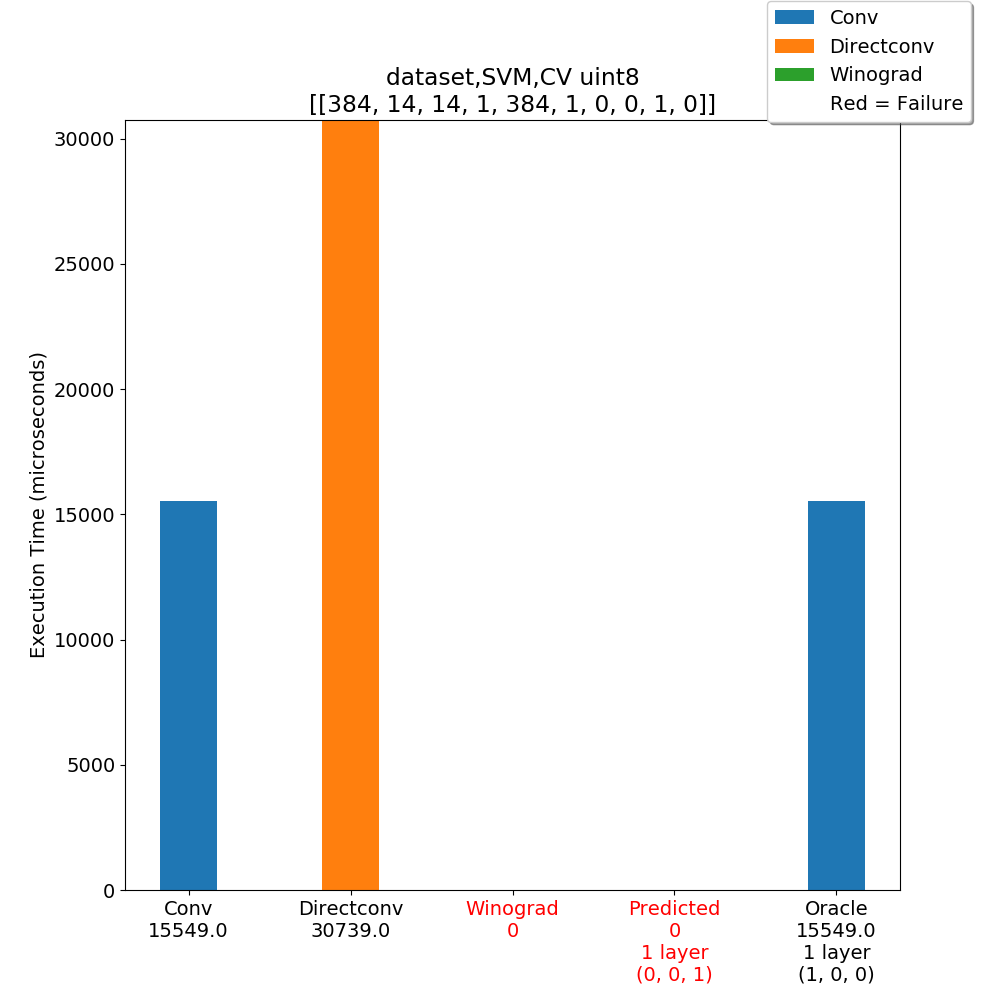 Conv
Directconv
Winograd
Red = Failure
dataset,SVM,CV uint8
[[384, 14, 14, 1, 384, 1, 0, 0, 1, 0]]
Execution Time (microseconds)
30000
25000
20000
15000
10000
5000
0
Conv
15549.0
Directconv
30739.0
Winograd
0
Predicted
0
1 layer
(0, 0, 1)
Oracle
15549.0
1 layer
(1, 0, 0)